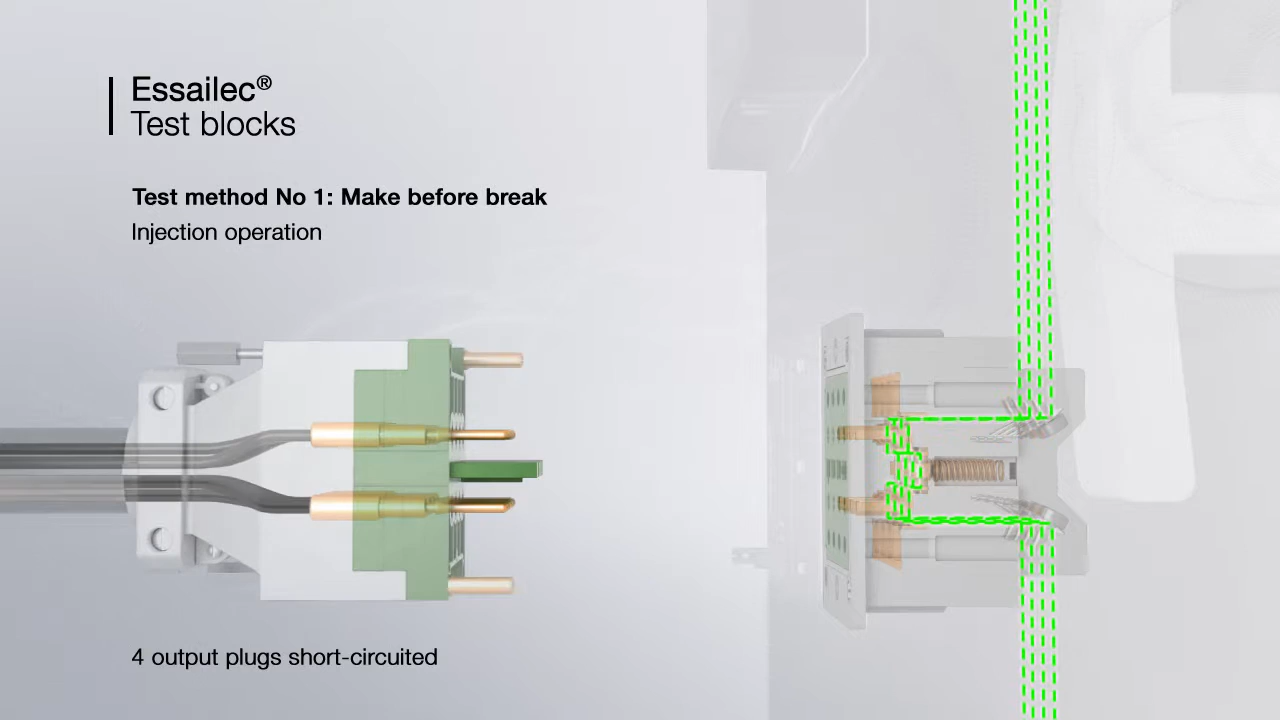 Essailec®
Test blocks
Test method No 1: Make before break
Injection operation
4 output plugs short-circuited